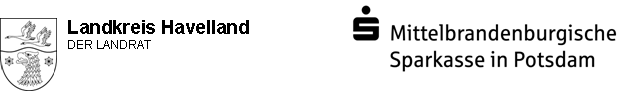 Landkreis Havelland
DER LANDRAT
Mittelbrandenburgische
Sparkasse in Potsdam